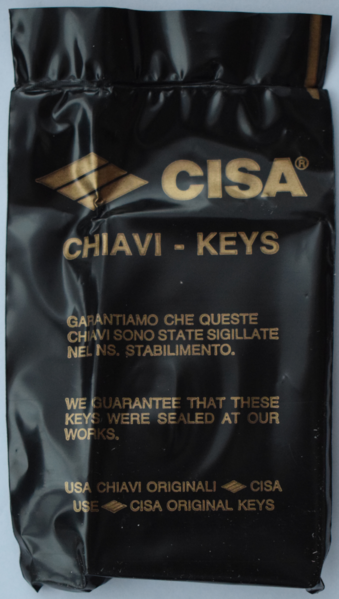 CISA®
CHIAVI - KEYS
GARANTIAMO CHE QUESTE
CHIAVI SONO STATE SIGILLATE
NEL NS. STABILIMENTO.
WE GUARANTEE THAT THESE
KEYS WERE SEALED AT OUR
WORKS.
USA CHIAVI ORIGINALI CISA
USE CISA ORIGINAL KEYS